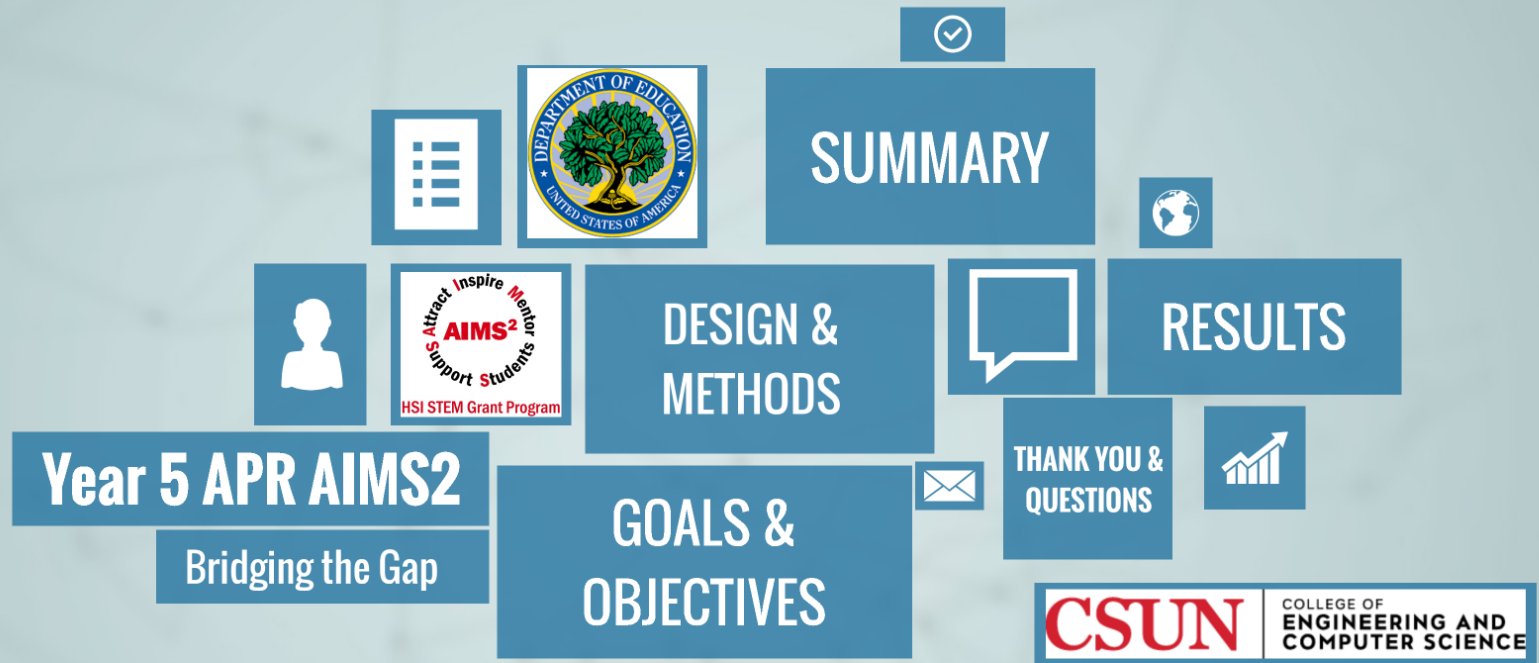 DEPARTMENT OF EDUCATION
UNITED STATES OF AMERICA
SUMMARY
Attract Inspire Mentor
AIMS²
Support Students
HSI STEM Grant Program
DESIGN &
METHODS
RESULTS
Year 5 APR AIMS2
Bridging the Gap
GOALS &
OBJECTIVES
THANK YOU &
QUESTIONS
CSUN
COLLEGE OF
ENGINEERING AND
COMPUTER SCIENCE